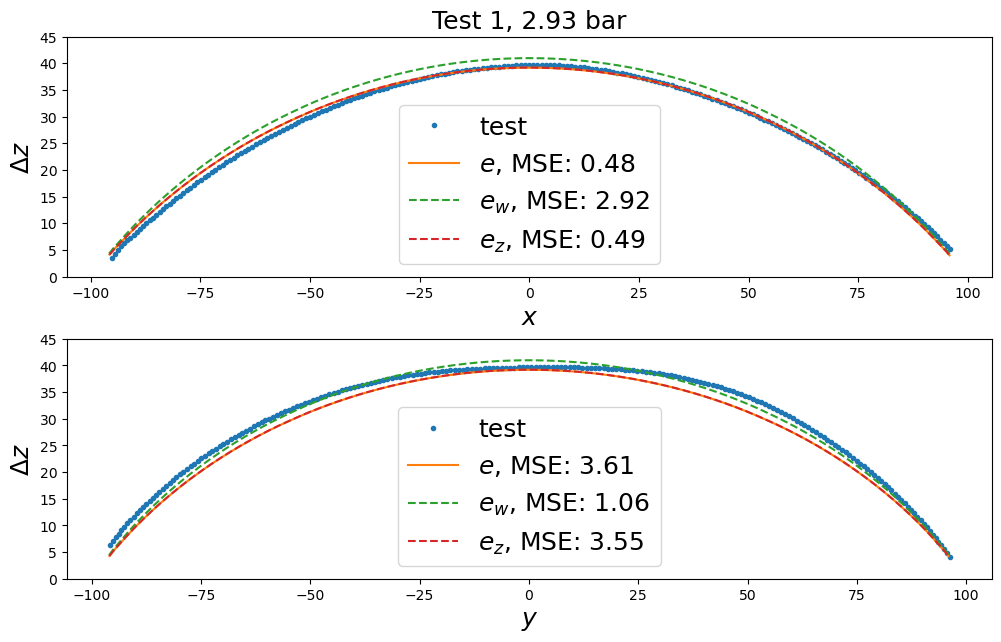 Test 1, 2.93 bar
45
40
35
30
25
20
15
10
5
0
Δz
test
e, MSE: 0.48
e_w, MSE: 2.92
e_z, MSE: 0.49
−100 −75 −50 −25 0 25 50 75 100
x
45
40
35
30
25
20
15
10
5
0
Δz
test
e, MSE: 3.61
e_w, MSE: 1.06
e_z, MSE: 3.55
−100 −75 −50 −25 0 25 50 75 100
y